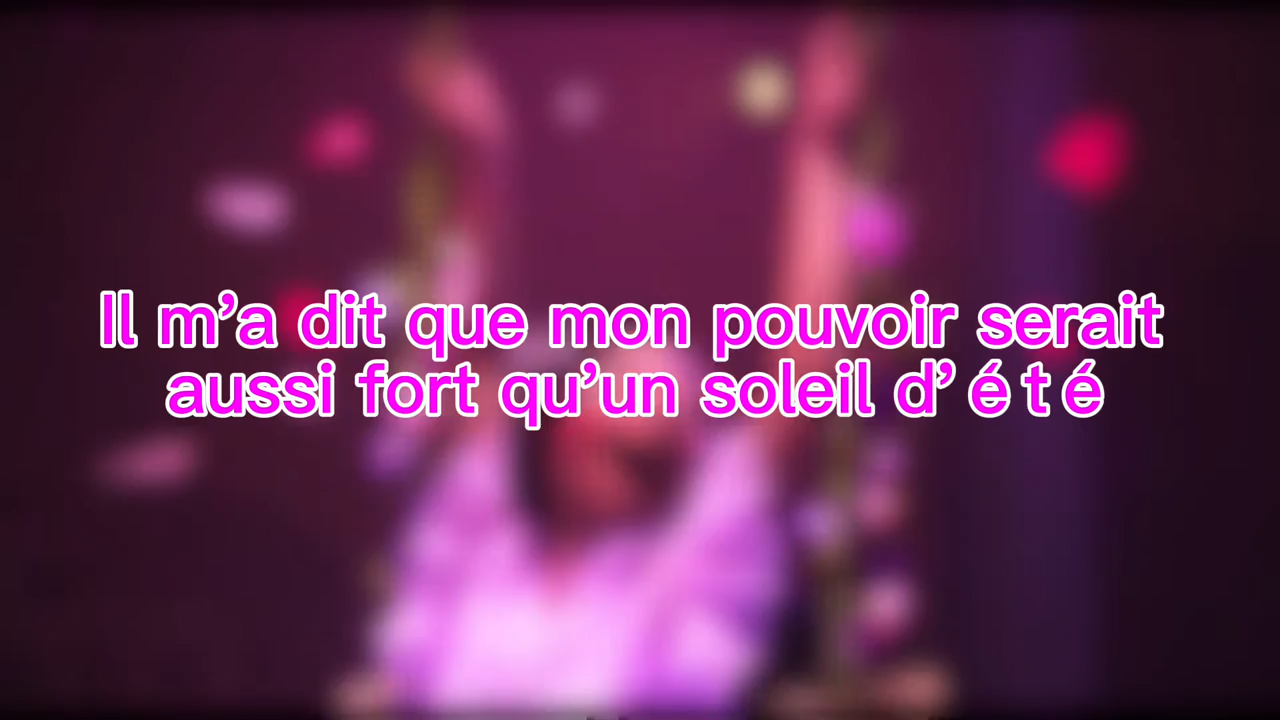 Il m’a dit que mon pouvoir serait
aussi fort qu’un soleil d’été